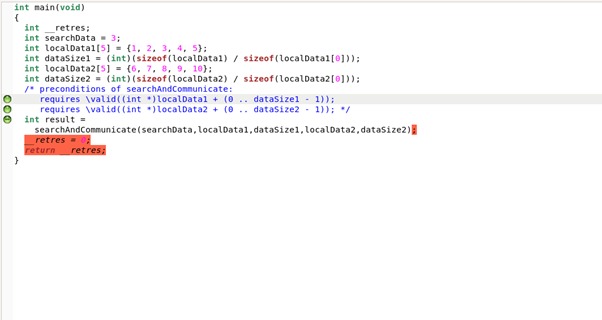 int main(void)
{
int __retres;
int searchData = 3;
int localData1[5] = {1, 2, 3, 4, 5};
int dataSize1 = (int)(sizeof(localData1) / sizeof(localData1[0]));
int localData2[5] = {6, 7, 8, 9, 10};
int dataSize2 = (int)(sizeof(localData2) / sizeof(localData2[0]));
/* preconditions of searchAndCommunicate:
requires \valid((int *)localData1 + (0 .. dataSize1 - 1));
requires \valid((int *)localData2 + (0 .. dataSize2 - 1)); */
int result =
searchAndCommunicate(searchData,localData1,dataSize1,localData2,dataSize2);
__retres = 0;
return __retres;
}